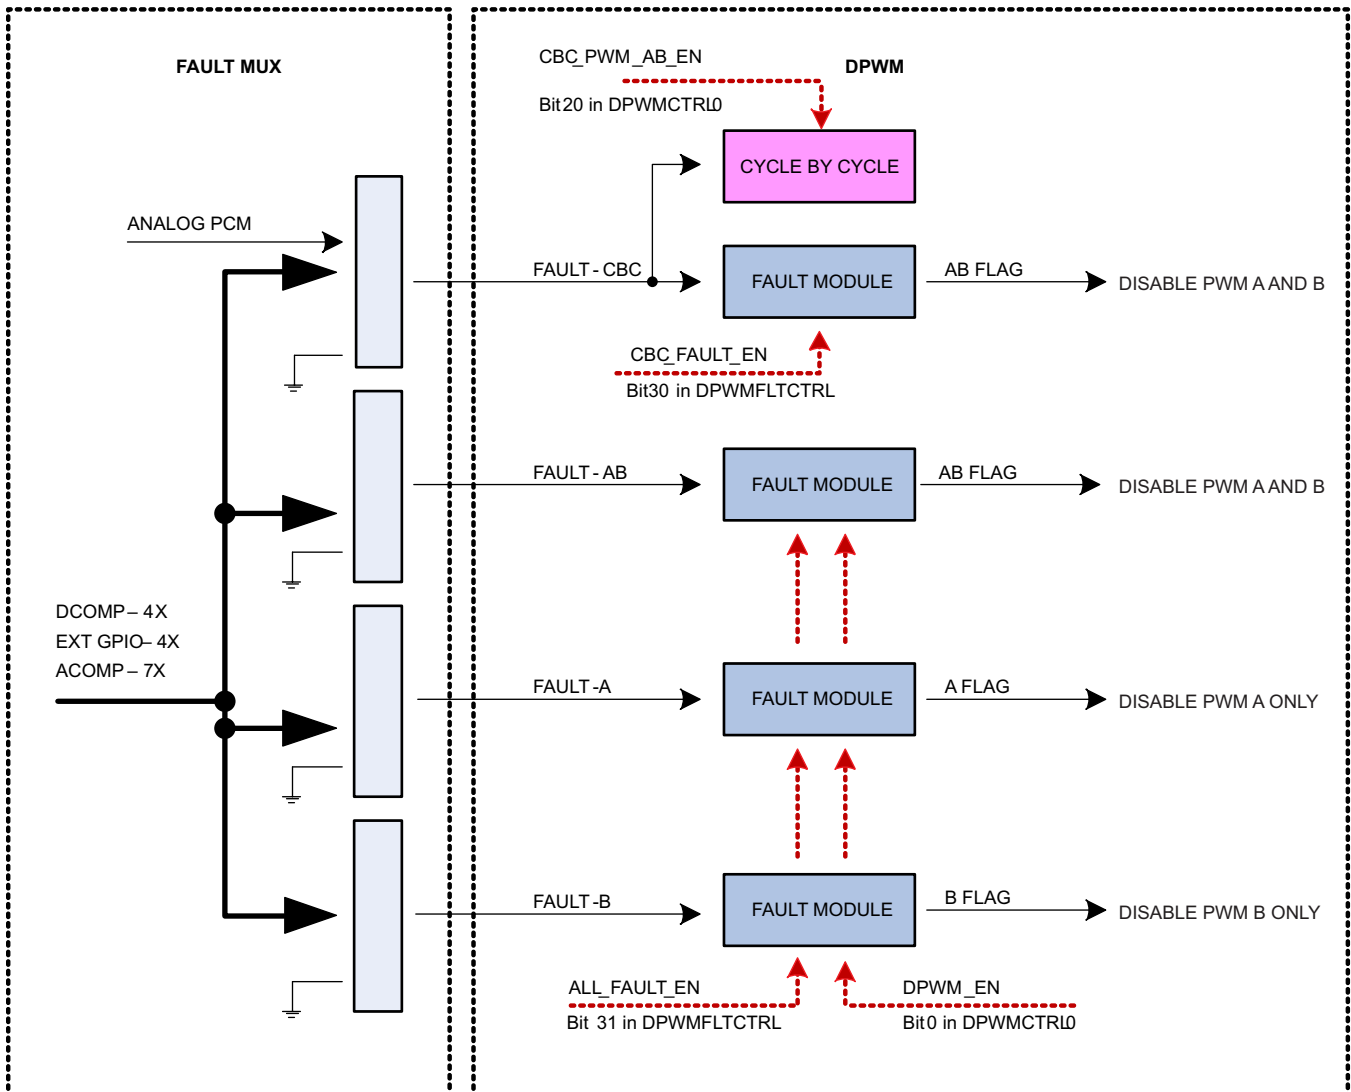 FAULT MUX
DPWM
CBC_PWM_AB_EN
Bit20 in DPWMCTRL0
CYCLE BY CYCLE
ANALOG PCM
FAULT - CBC
FAULT MODULE
AB FLAG
DISABLE PWM A AND B
CBC_FAULT_EN
Bit30 in DPWMFLTCTRL
FAULT - AB
FAULT MODULE
AB FLAG
DISABLE PWM A AND B
DCOMP – 4X
EXT GPIO – 4X
ACOMP – 7X
FAULT -A
FAULT MODULE
A FLAG
DISABLE PWM A ONLY
FAULT -B
FAULT MODULE
B FLAG
DISABLE PWM B ONLY
ALL_FAULT_EN
Bit 31 in DPWMFLTCTRL
DPWM_EN
Bit0 in DPWMCTRL0